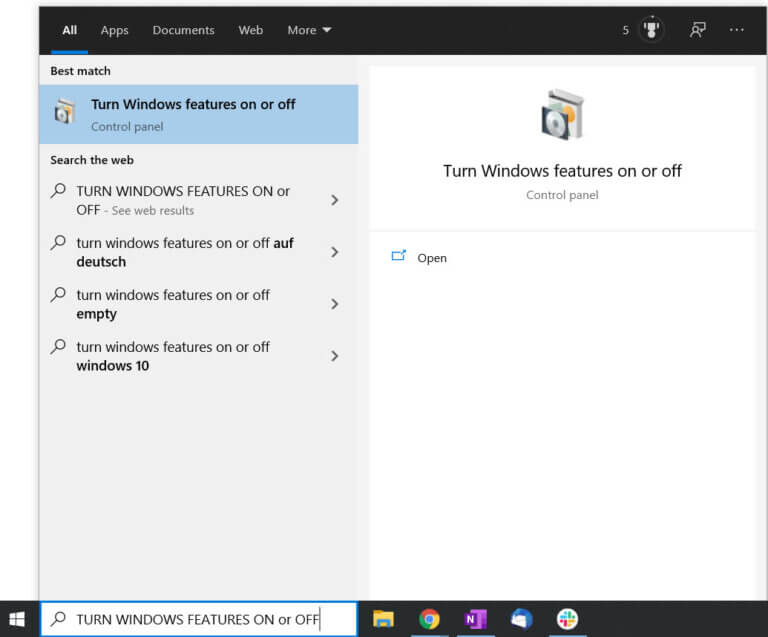 All Apps Documents Web More 5 ...
Best match
Turn Windows features on or off
Control panel
Search the web
TURN WINDOWS FEATURES ON or
OFF - See web results
turn windows features on or off auf
deutsch
turn windows features on or off
empty
turn windows features on or off
windows 10
Turn Windows features on or off
Control panel
Open
TURN WINDOWS FEATURES ON or OFF
N